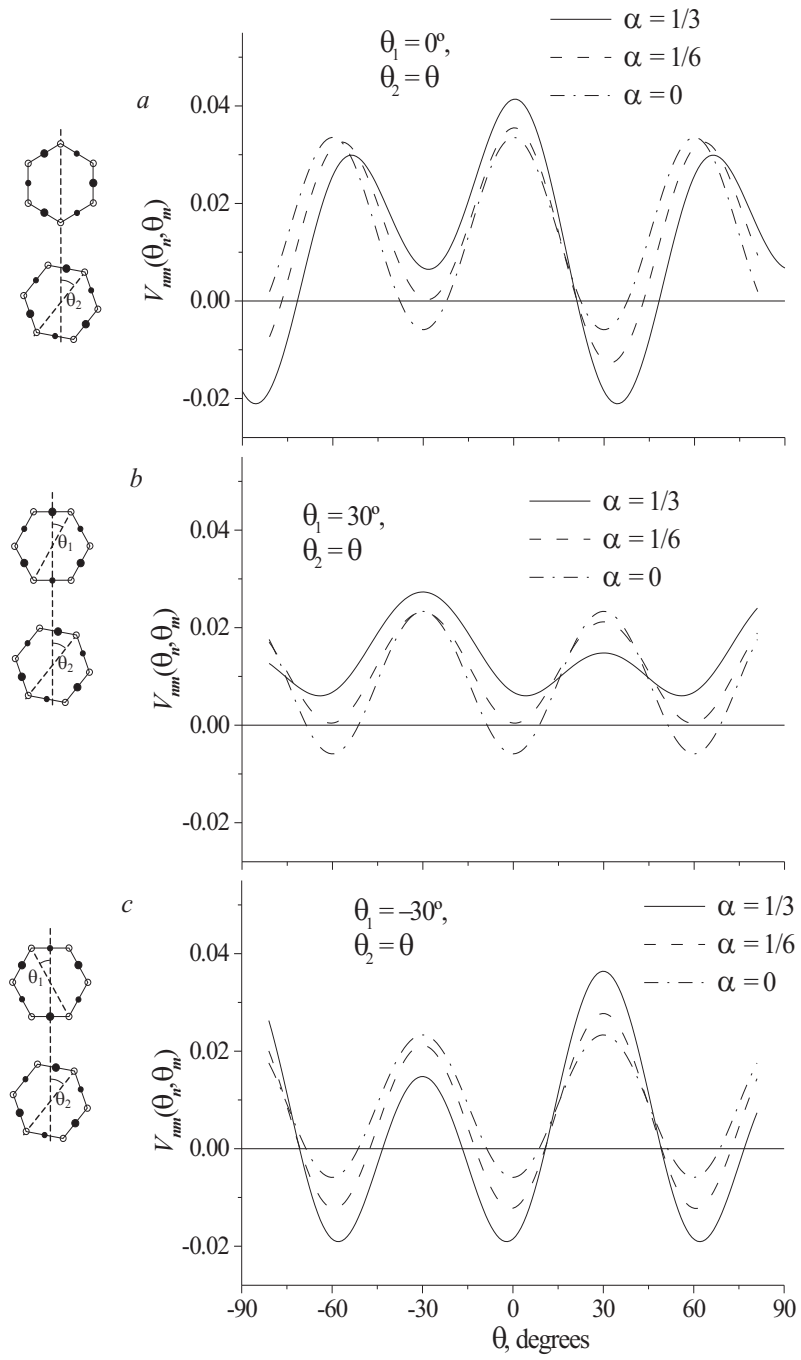 a
θ₁ = 0º,
θ₂ = θ
α = 1/3
α = 1/6
α = 0
θ₂
Vₙₘ(θₙ,θₘ)
0.04
0.02
0.00
-0.02
b
θ₁ = 30º,
θ₂ = θ
α = 1/3
α = 1/6
α = 0
θ₁
θ₂
Vₙₘ(θₙ,θₘ)
0.04
0.02
0.00
-0.02
c
θ₁ = –30º,
θ₂ = θ
α = 1/3
α = 1/6
α = 0
θ₁
θ₂
Vₙₘ(θₙ,θₘ)
0.04
0.02
0.00
-0.02
-90 -60 -30 0 30 60 90
θ, degrees